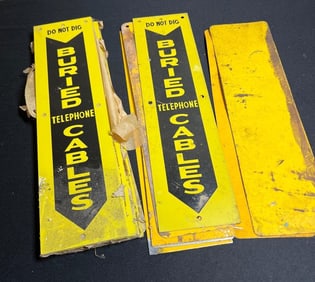 DO NOT DIG
BURIED
TELEPHONE
CABLES
DO NOT DIG
BURIED
TELEPHONE
CABLES